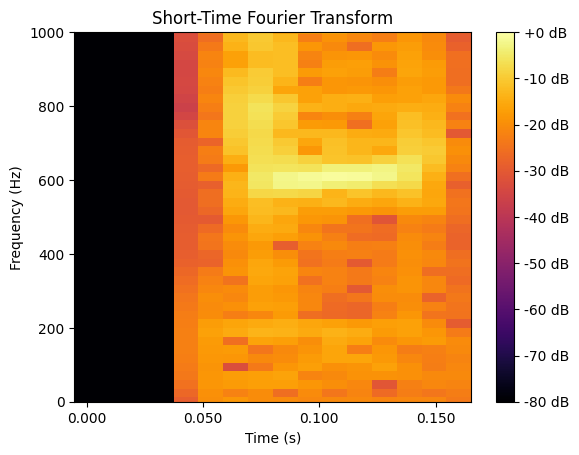 Short-Time Fourier Transform
1000
800
600
400
200
0
Frequency (Hz)
0.000
0.050
0.100
0.150
Time (s)
+0 dB
-10 dB
-20 dB
-30 dB
-40 dB
-50 dB
-60 dB
-70 dB
-80 dB